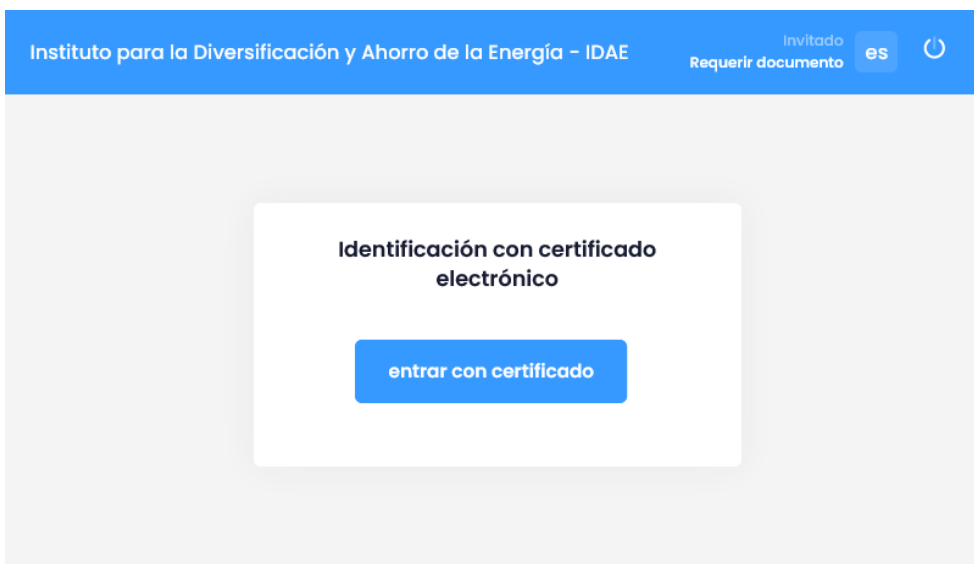 Instituto para la Diversificación y Ahorro de la Energía - IDAE
Invitado
Requerir documento
es
Identificación con certificado
electrónico
entrar con certificado